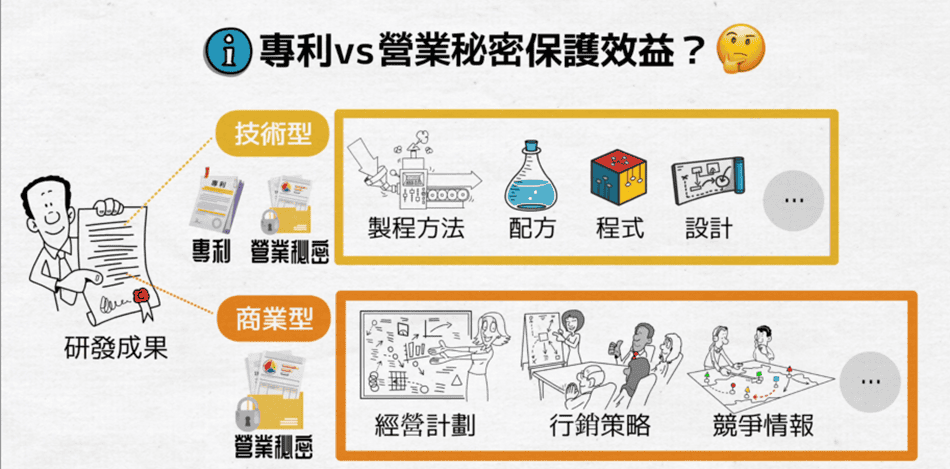 專利vs營業秘密保護效益？
技術型
專利
專利 營業秘密
製程方法 配方 程式 設計 ...
研發成果
商業型
營業秘密
經營計劃 行銷策略 競爭情報 ...